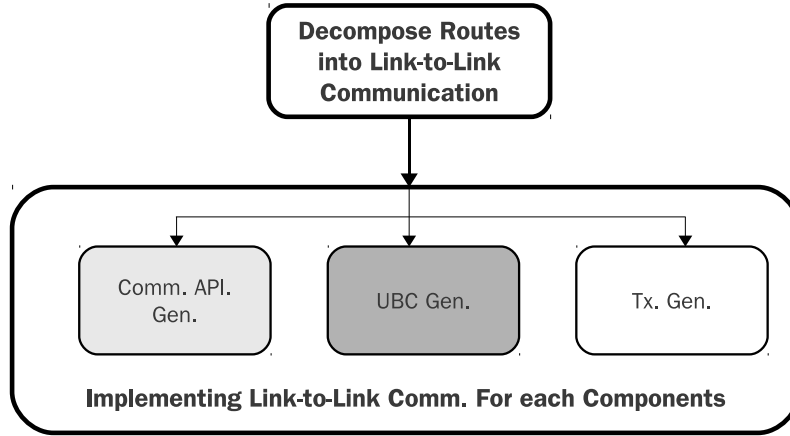 Decompose Routes
into Link-to-Link
Communication
Comm. API.
Gen.
UBC Gen.
Tx. Gen.
Implementing Link-to-Link Comm. For each Components